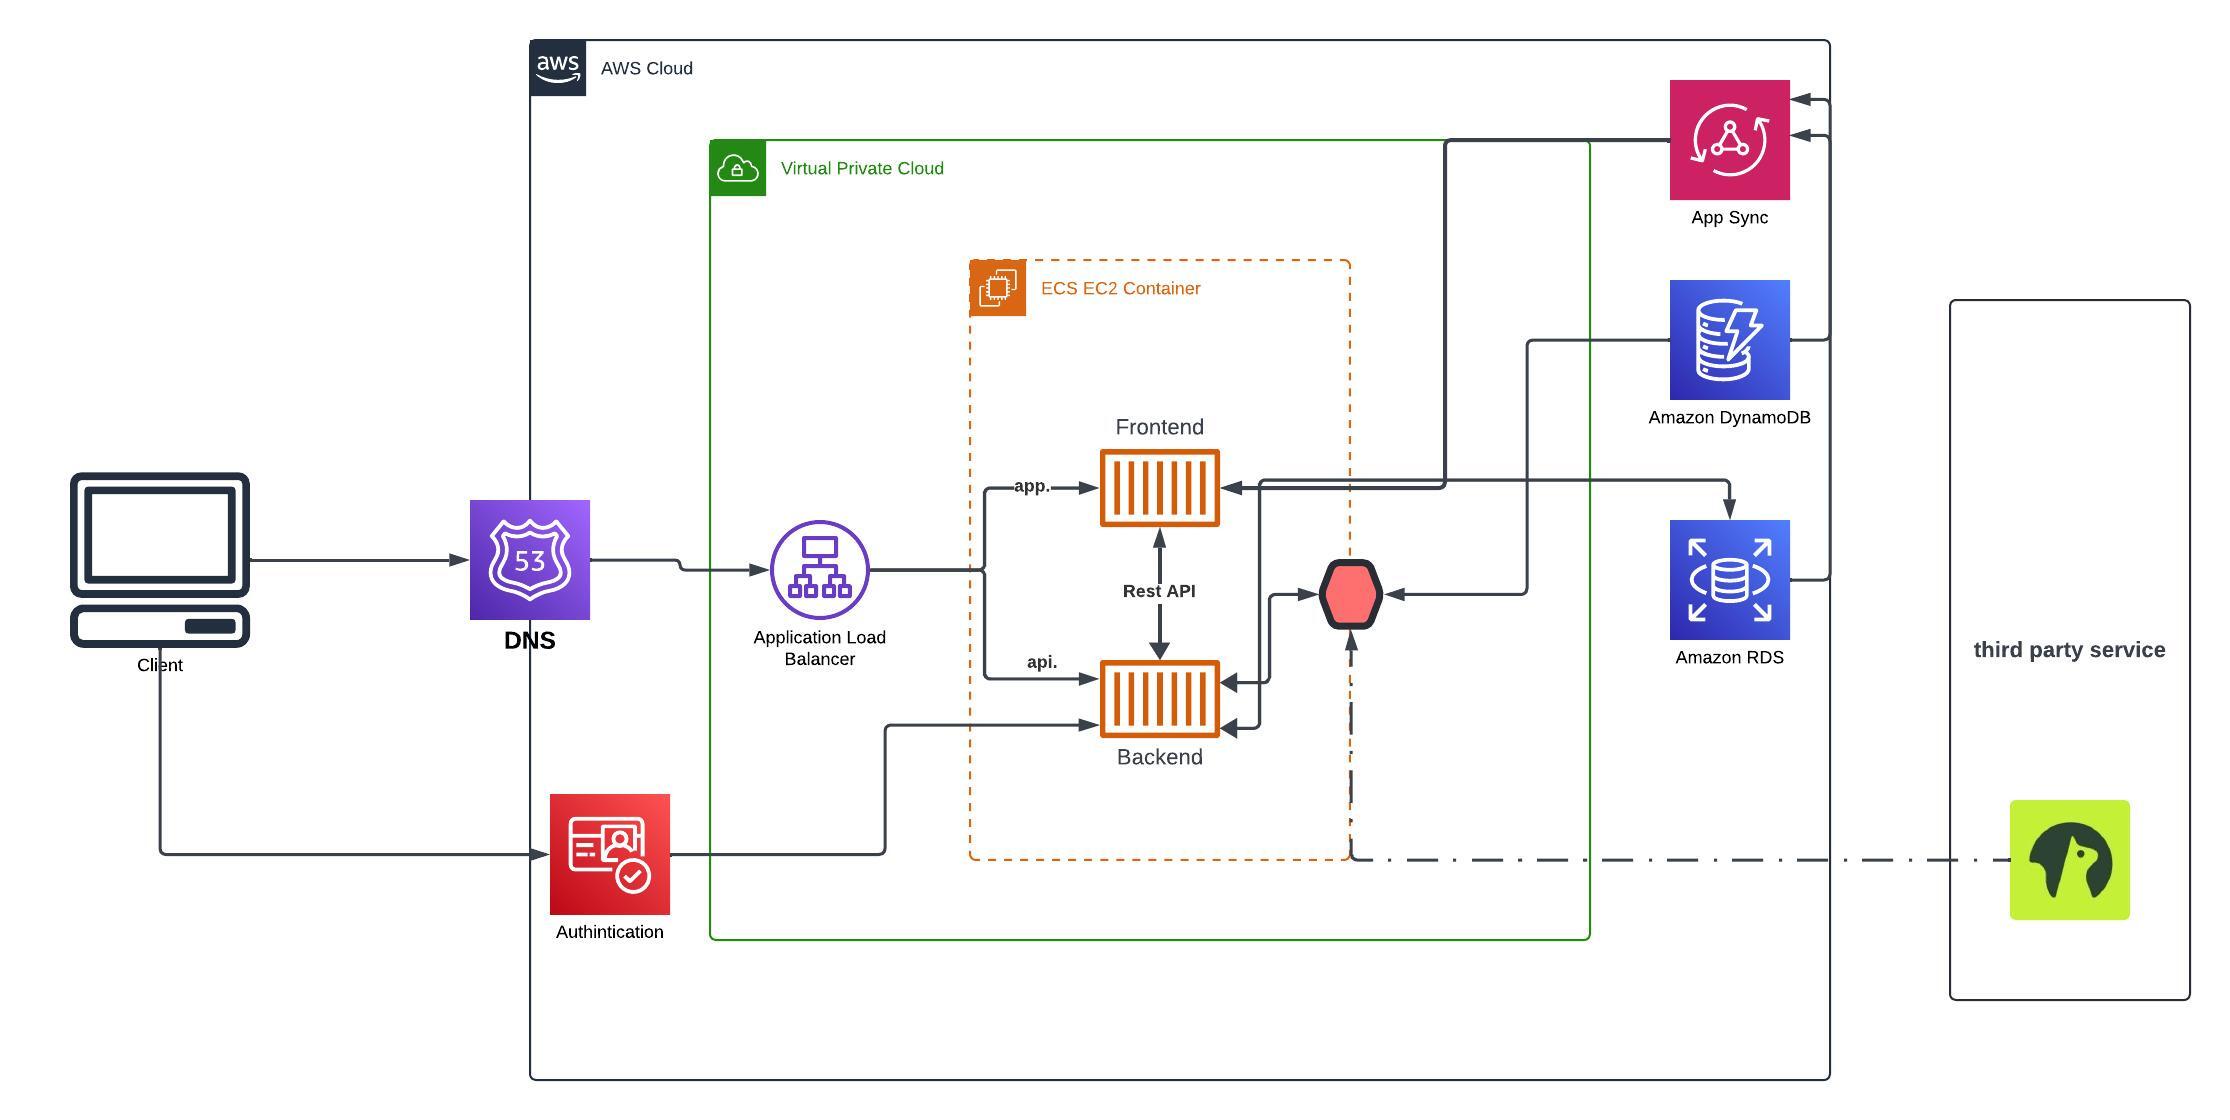 aws
AWS Cloud
Virtual Private Cloud
App Sync
ECS EC2 Container
Amazon DynamoDB
Frontend
app.
53
DNS
Client
Application Load
Balancer
Rest API
api.
Backend
Amazon RDS
third party service
Authintication